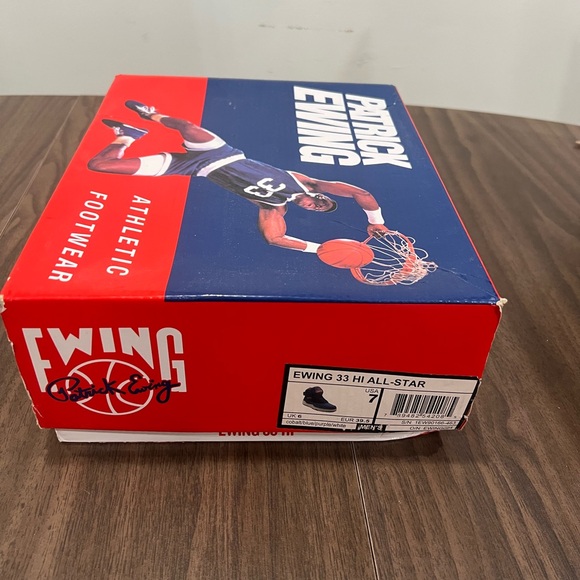 PATRICK
EWING
33
ATHLETIC
FOOTWEAR
EWING
Patrick Ewing
EWING 33 HI ALL-STAR
USA
7
UK 6
EUR 39.5
cobalt/blue/purple/white
MEN'S
EWING 33 HI